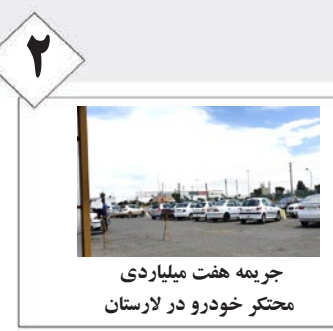 ۲
جریمه هفت میلیاردی
محتکر خودرو در لارستان